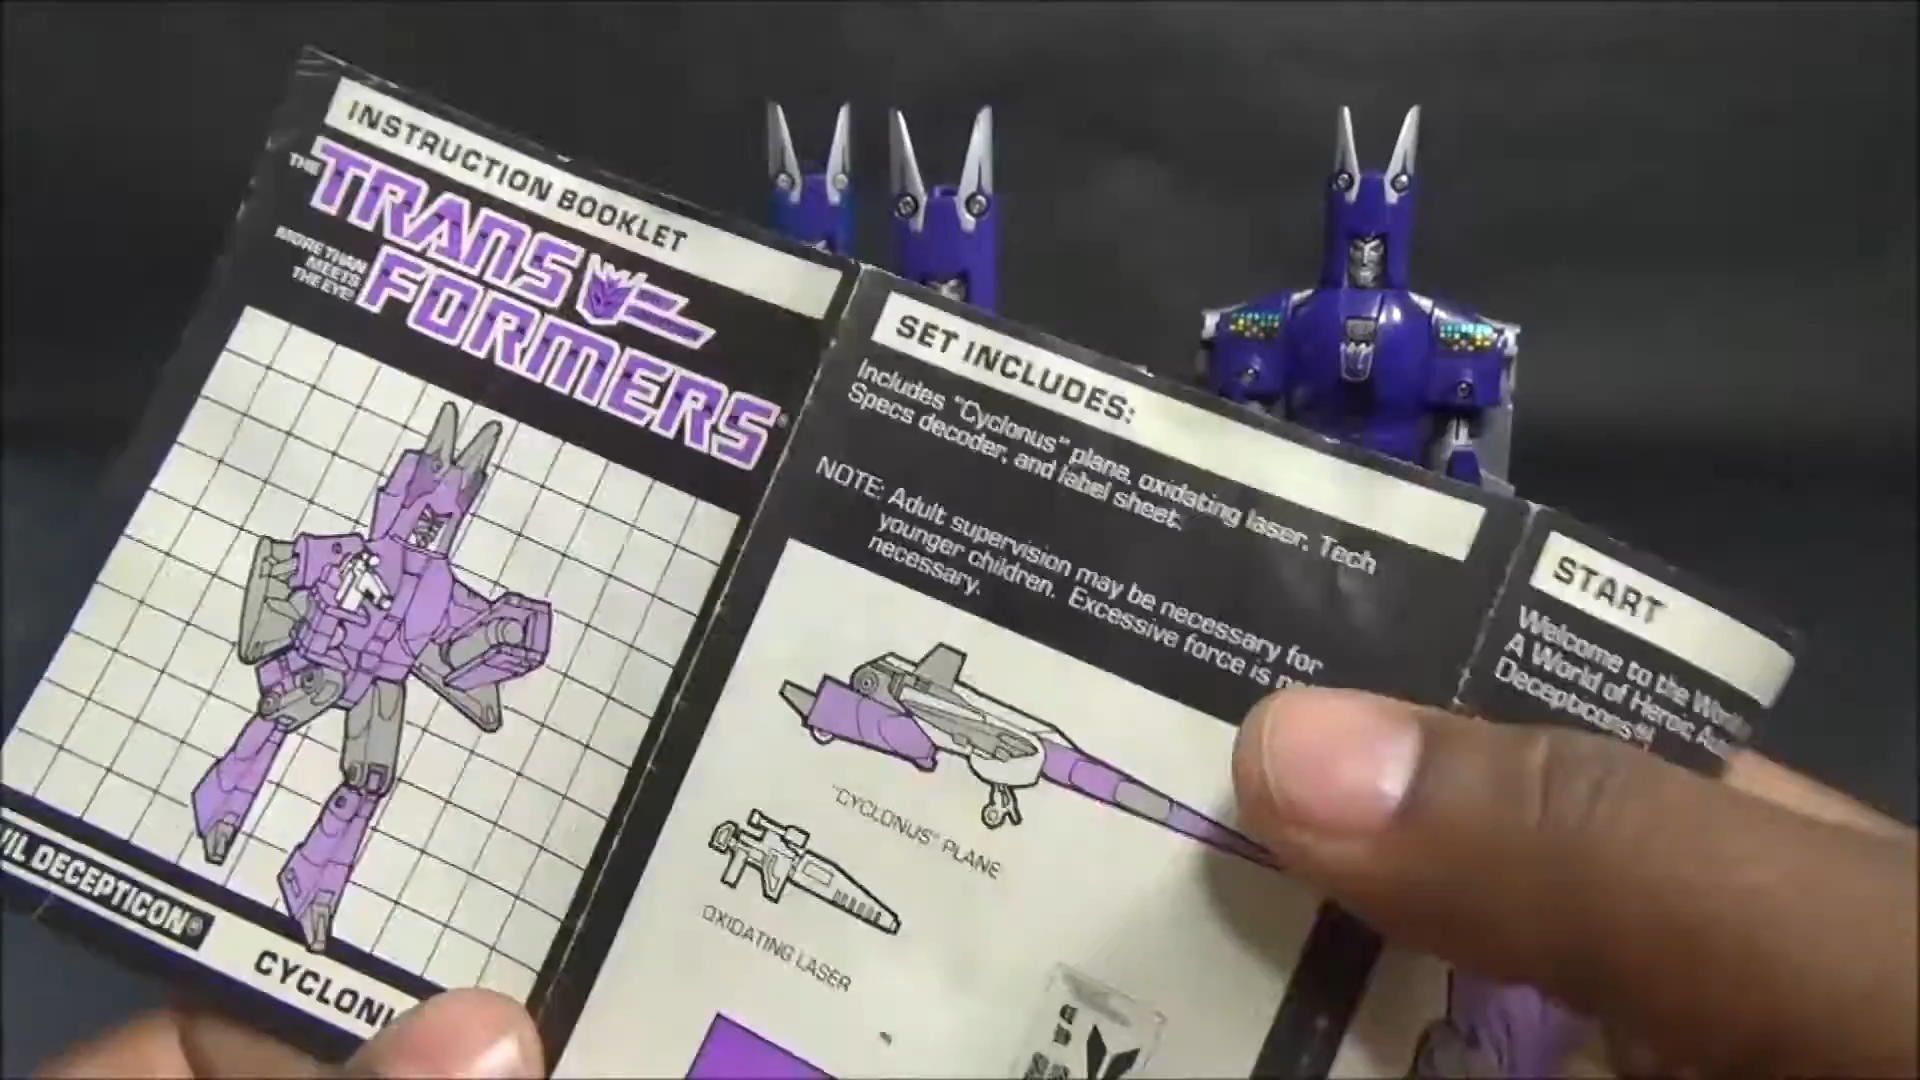 INSTRUCTION BOOKLET
THE
TRANS
MORE THAN
MEETS
THE EYE!
FORMERS®
EVIL DECEPTICON®
SET INCLUDES:
Includes "Cyclonus" plane, oxidating laser, Tech
Specs decoder, and label sheet.
NOTE: Adult supervision may be necessary for
younger children. Excessive force is
necessary.
"CYCLONUS" PLANE
OXIDATING LASER
START
Welcome to the
A World of Heroic
Decepticons®!